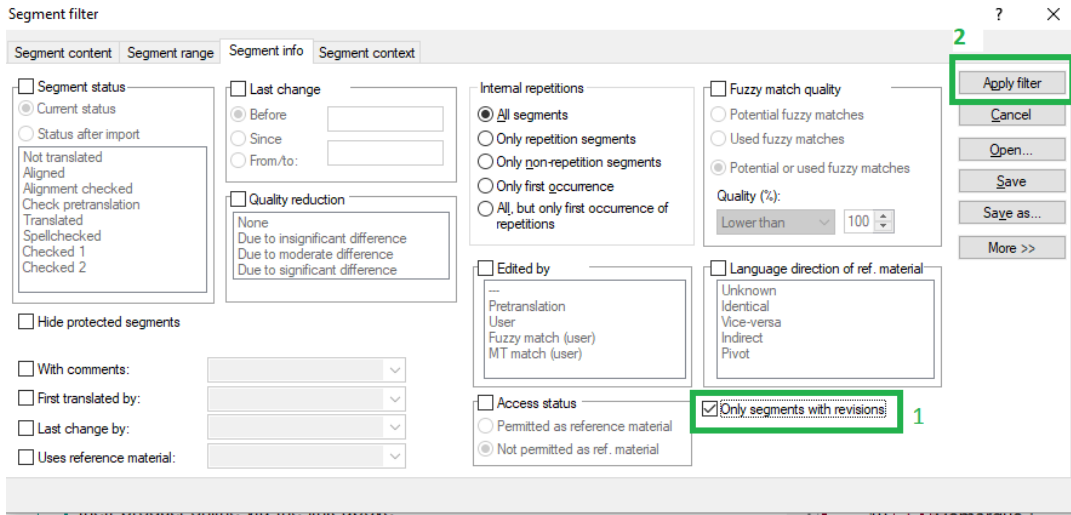 Segment filter
?
Segment content
Segment range
Segment info
Segment context
2
Segment status
Current status
Status after import
Not translated
Aligned
Alignment checked
Check pretranslation
Translated
Spellchecked
Checked 1
Checked 2
Hide protected segments
With comments:
First translated by:
Last change by:
Uses reference material:
Last change
Before
Since
From/to:
Quality reduction
None
Due to insignificant difference
Due to moderate difference
Due to significant difference
Internal repetitions
All segments
Only repetition segments
Only non-repetition segments
Only first occurrence
All, but only first occurrence of
repetitions
Edited by
---
Pretranslation
User
Fuzzy match (user)
MT match (user)
Access status
Permitted as reference material
Not permitted as ref. material
Fuzzy match quality
Potential fuzzy matches
Used fuzzy matches
Potential or used fuzzy matches
Quality (%):
Lower than
100
Language direction of ref. material
Unknown
Identical
Vice-versa
Indirect
Pivot
Only segments with revisions
1
Apply filter
Cancel
Open...
Save
Save as...
More >>